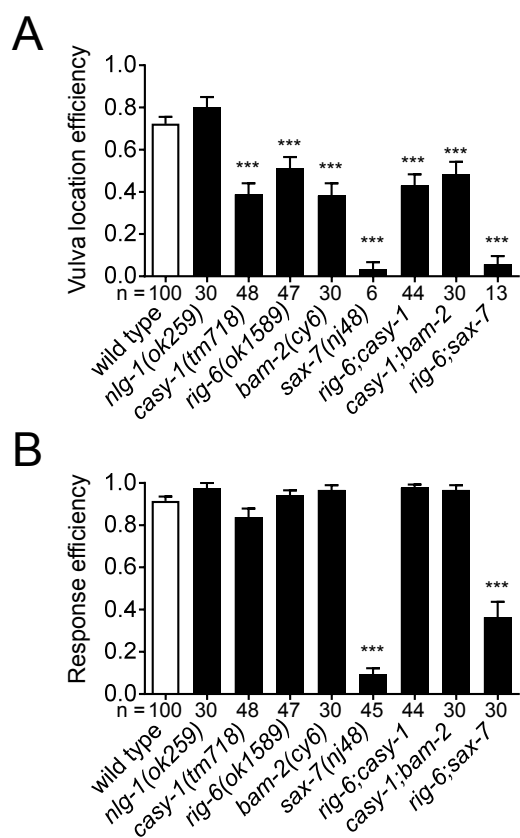 A
Vulva location efficiency
1.0
0.8
0.6
0.4
0.2
0.0
***
***
***
***
***
***
***
n = 100 30 48 47 30 6 44 30 13
wild type
nlg-1(ok259)
casy-1(tm718)
rig-6(ok1589)
bam-2(cy6)
sax-7(nj48)
rig-6;casy-1
casy-1;bam-2
rig-6;sax-7
B
Response efficiency
1.0
0.8
0.6
0.4
0.2
0.0
***
***
n = 100 30 48 47 30 45 44 30 30
wild type
nlg-1(ok259)
casy-1(tm718)
rig-6(ok1589)
bam-2(cy6)
sax-7(nj48)
rig-6;casy-1
casy-1;bam-2
rig-6;sax-7